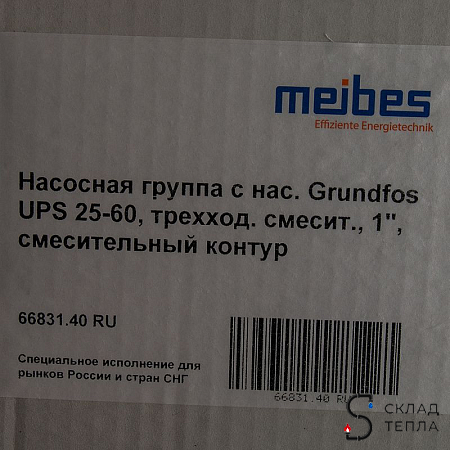 meibes
Effiziente Energietechnik
Насосная группа с нас. Grundfos
UPS 25-60, трехход. смесит., 1",
смесительный контур
66831.40 RU
Специальное исполнение для
рынков России и стран СНГ
66831.40 RU
СКЛАД
ТЕПЛА